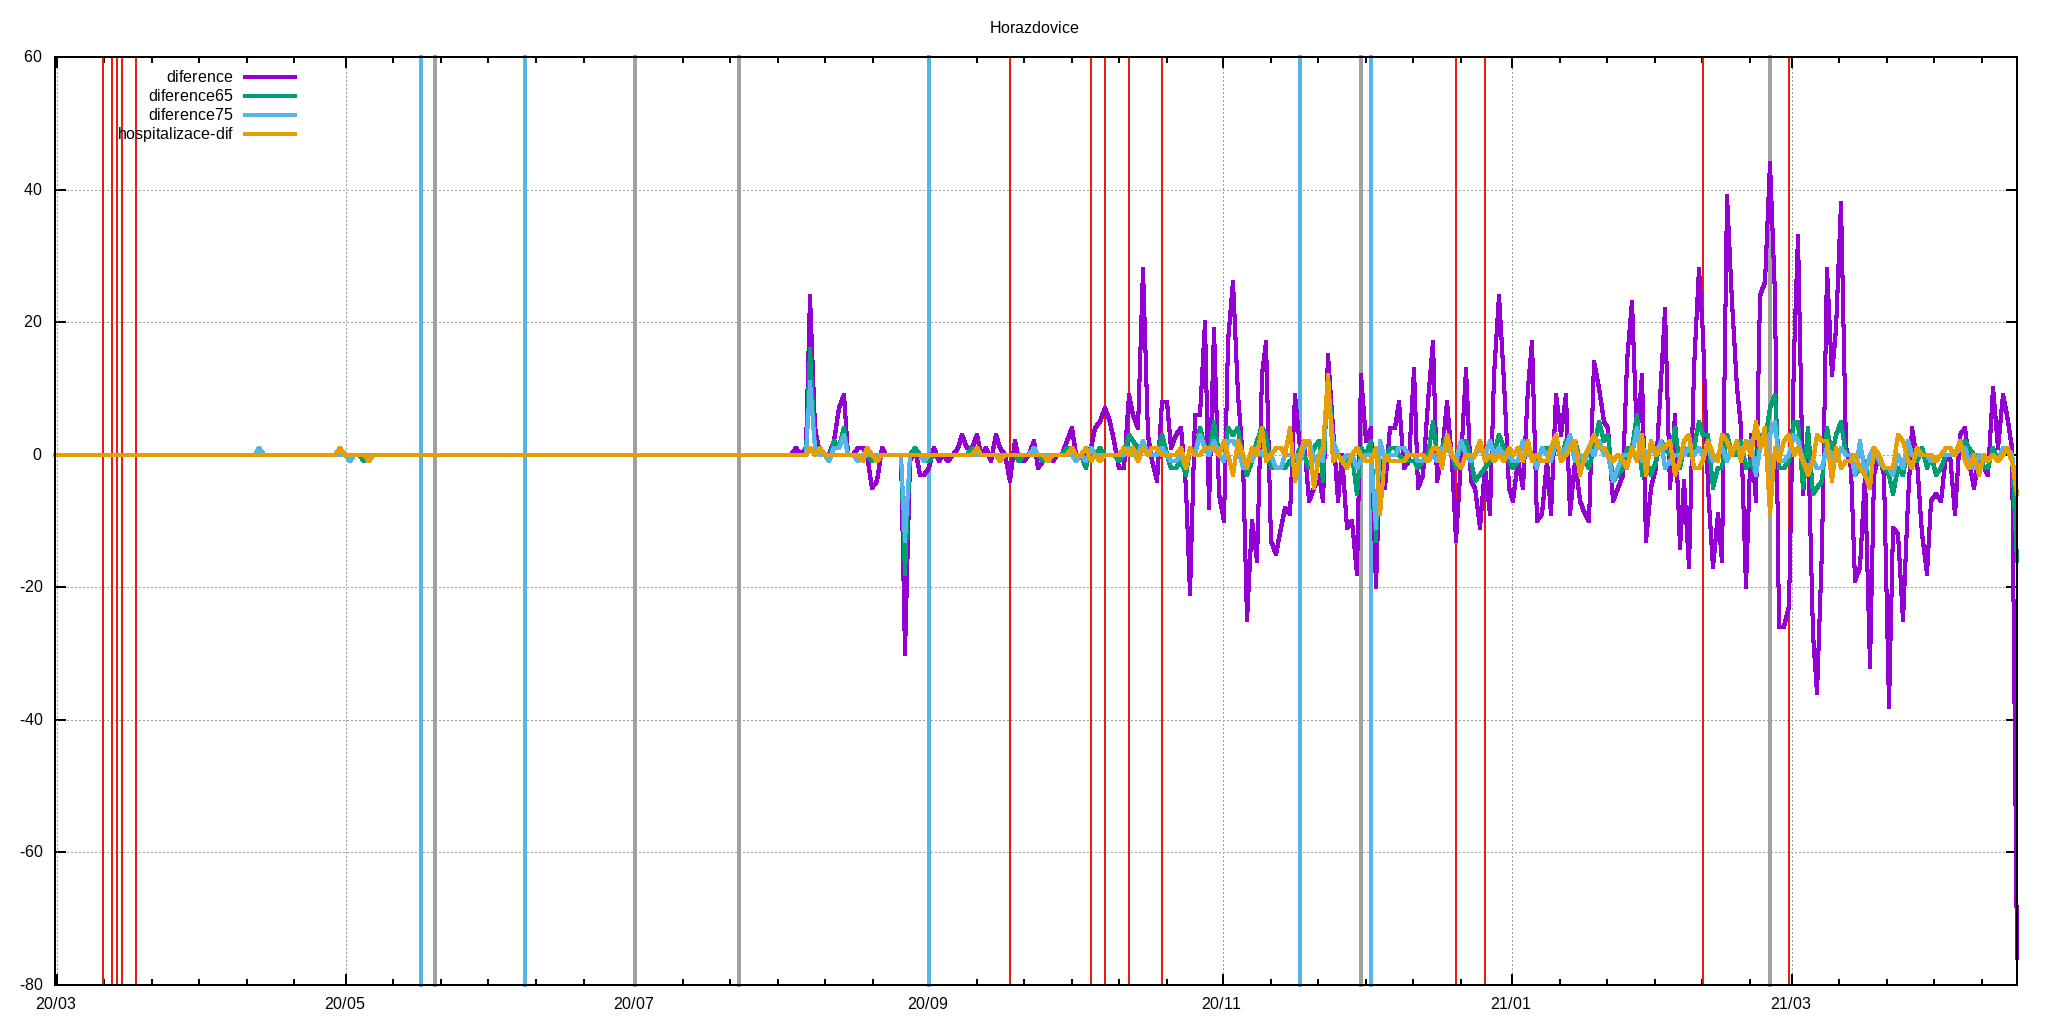 Horazdovice
60
diference
diference65
diference75
hospitalizace-dif
40
20
0
-20
-40
-60
-80
20/03 20/05 20/07 20/09 20/11 21/01 21/03